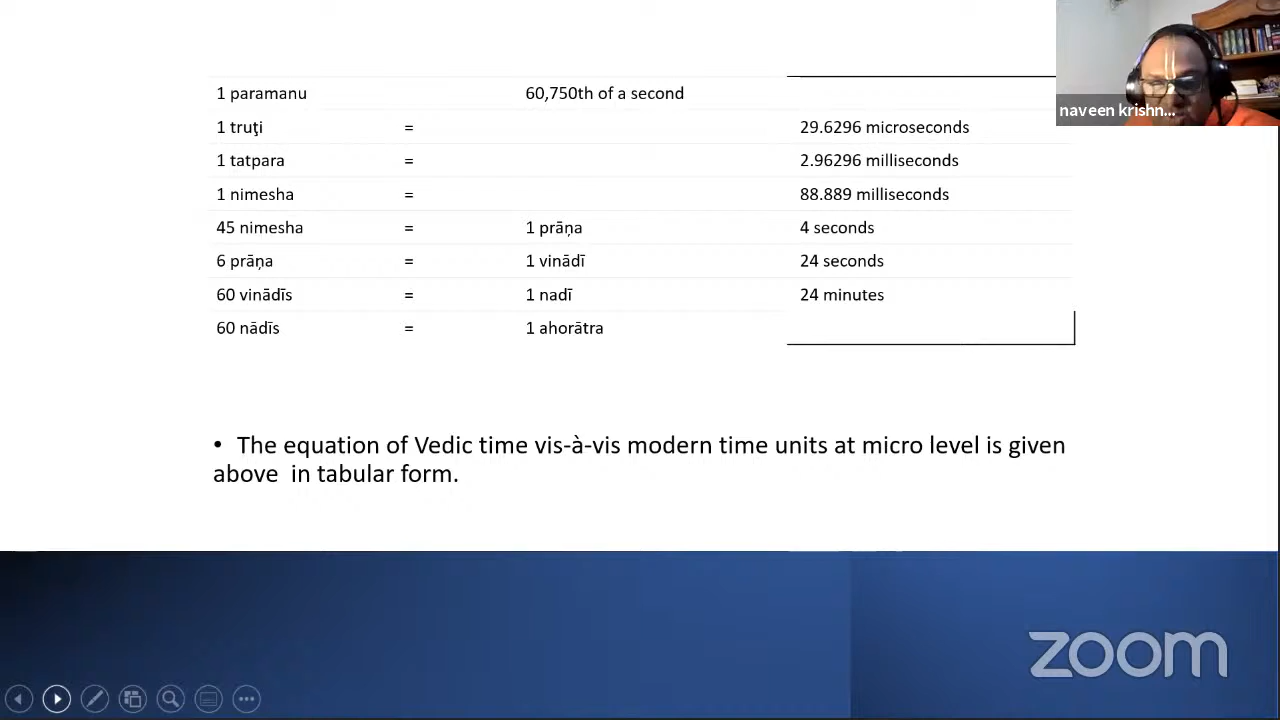 1 paramanu 60,750th of a second
1 truţi = 29.6296 microseconds
1 tatpara = 2.96296 milliseconds
1 nimesha = 88.889 milliseconds
45 nimesha = 1 prāṇa 4 seconds
6 prāṇa = 1 vinādī 24 seconds
60 vinādīs = 1 nadī 24 minutes
60 nādīs = 1 ahorātra
• The equation of Vedic time vis-à-vis modern time units at micro level is given
above in tabular form.
naveen krishn...
zoom